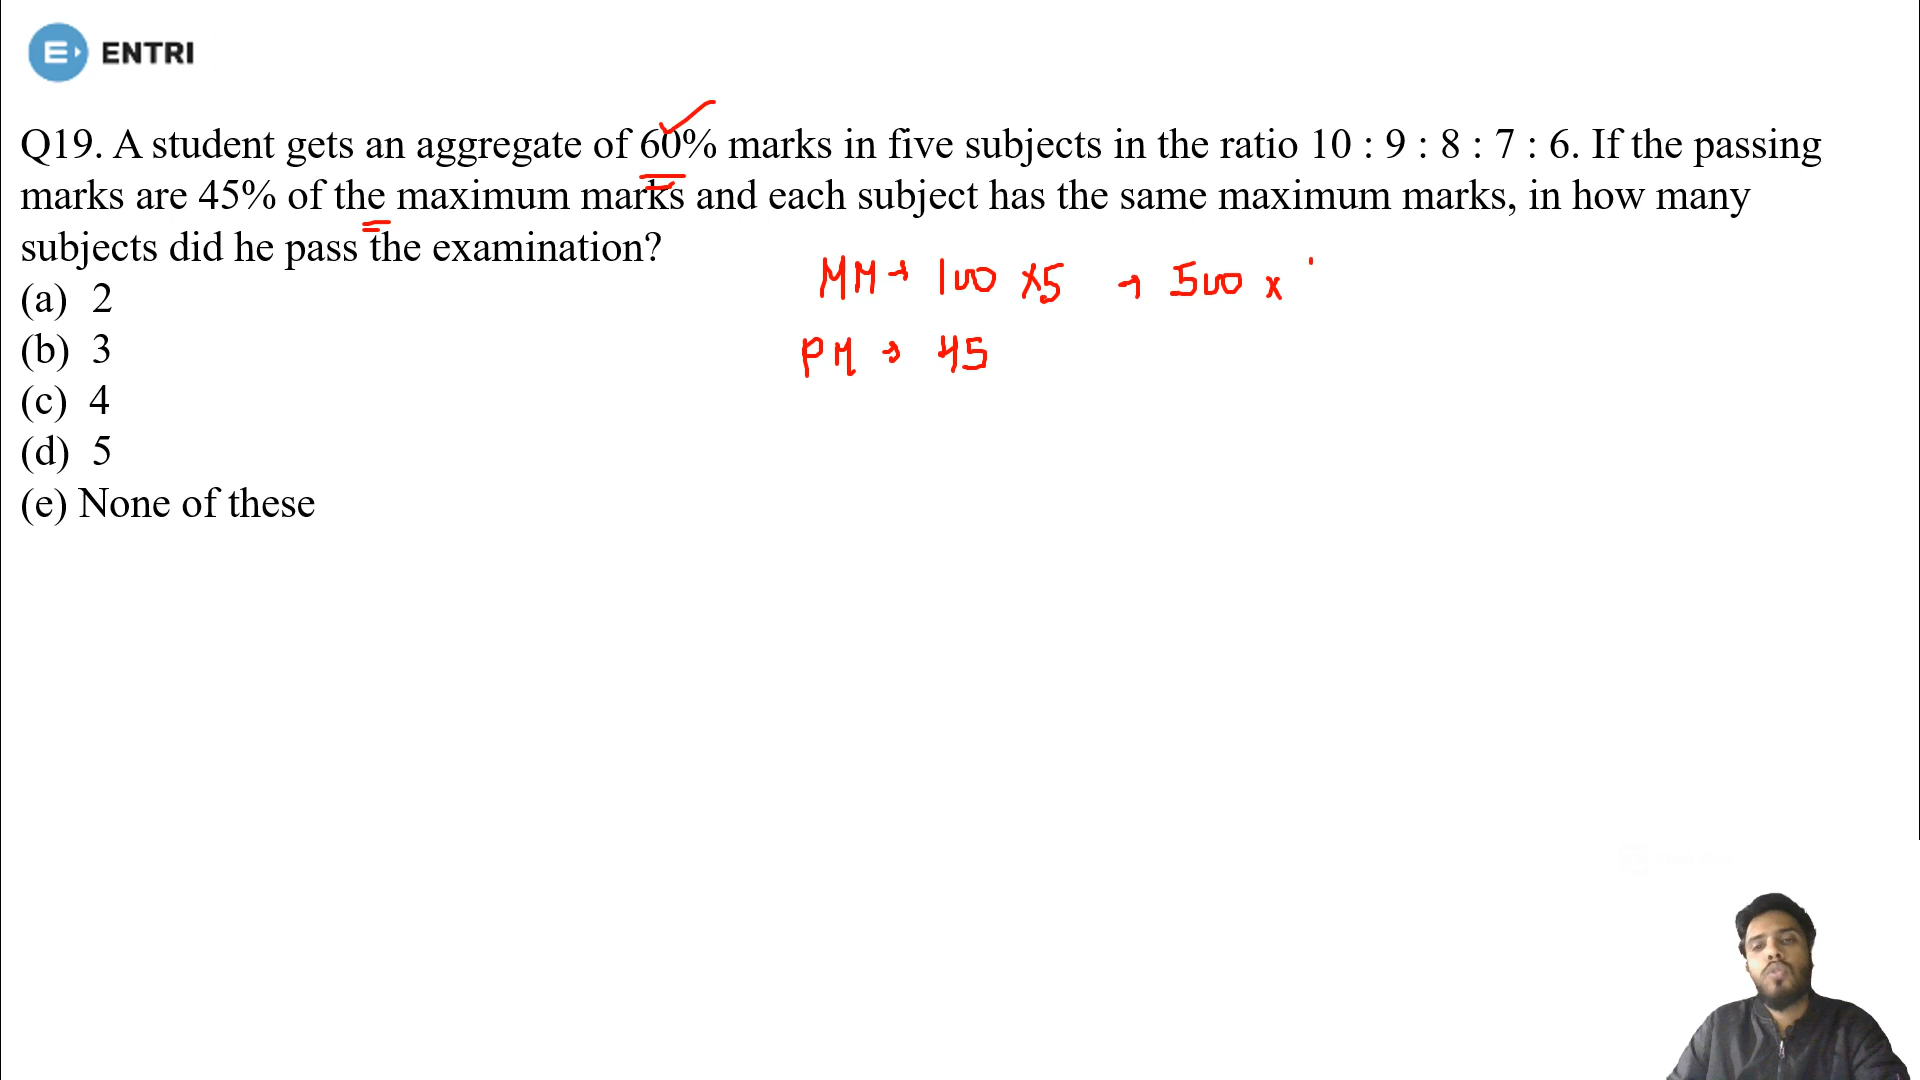 ENTRI
Q19. A student gets an aggregate of 60% marks in five subjects in the ratio 10 : 9 : 8 : 7 : 6. If the passing
marks are 45% of the maximum marks and each subject has the same maximum marks, in how many
subjects did he pass the examination?
MM → 100 ×5 → 500 ×
(a) 2
(b) 3
PM → 45
(c) 4
(d) 5
(e) None of these